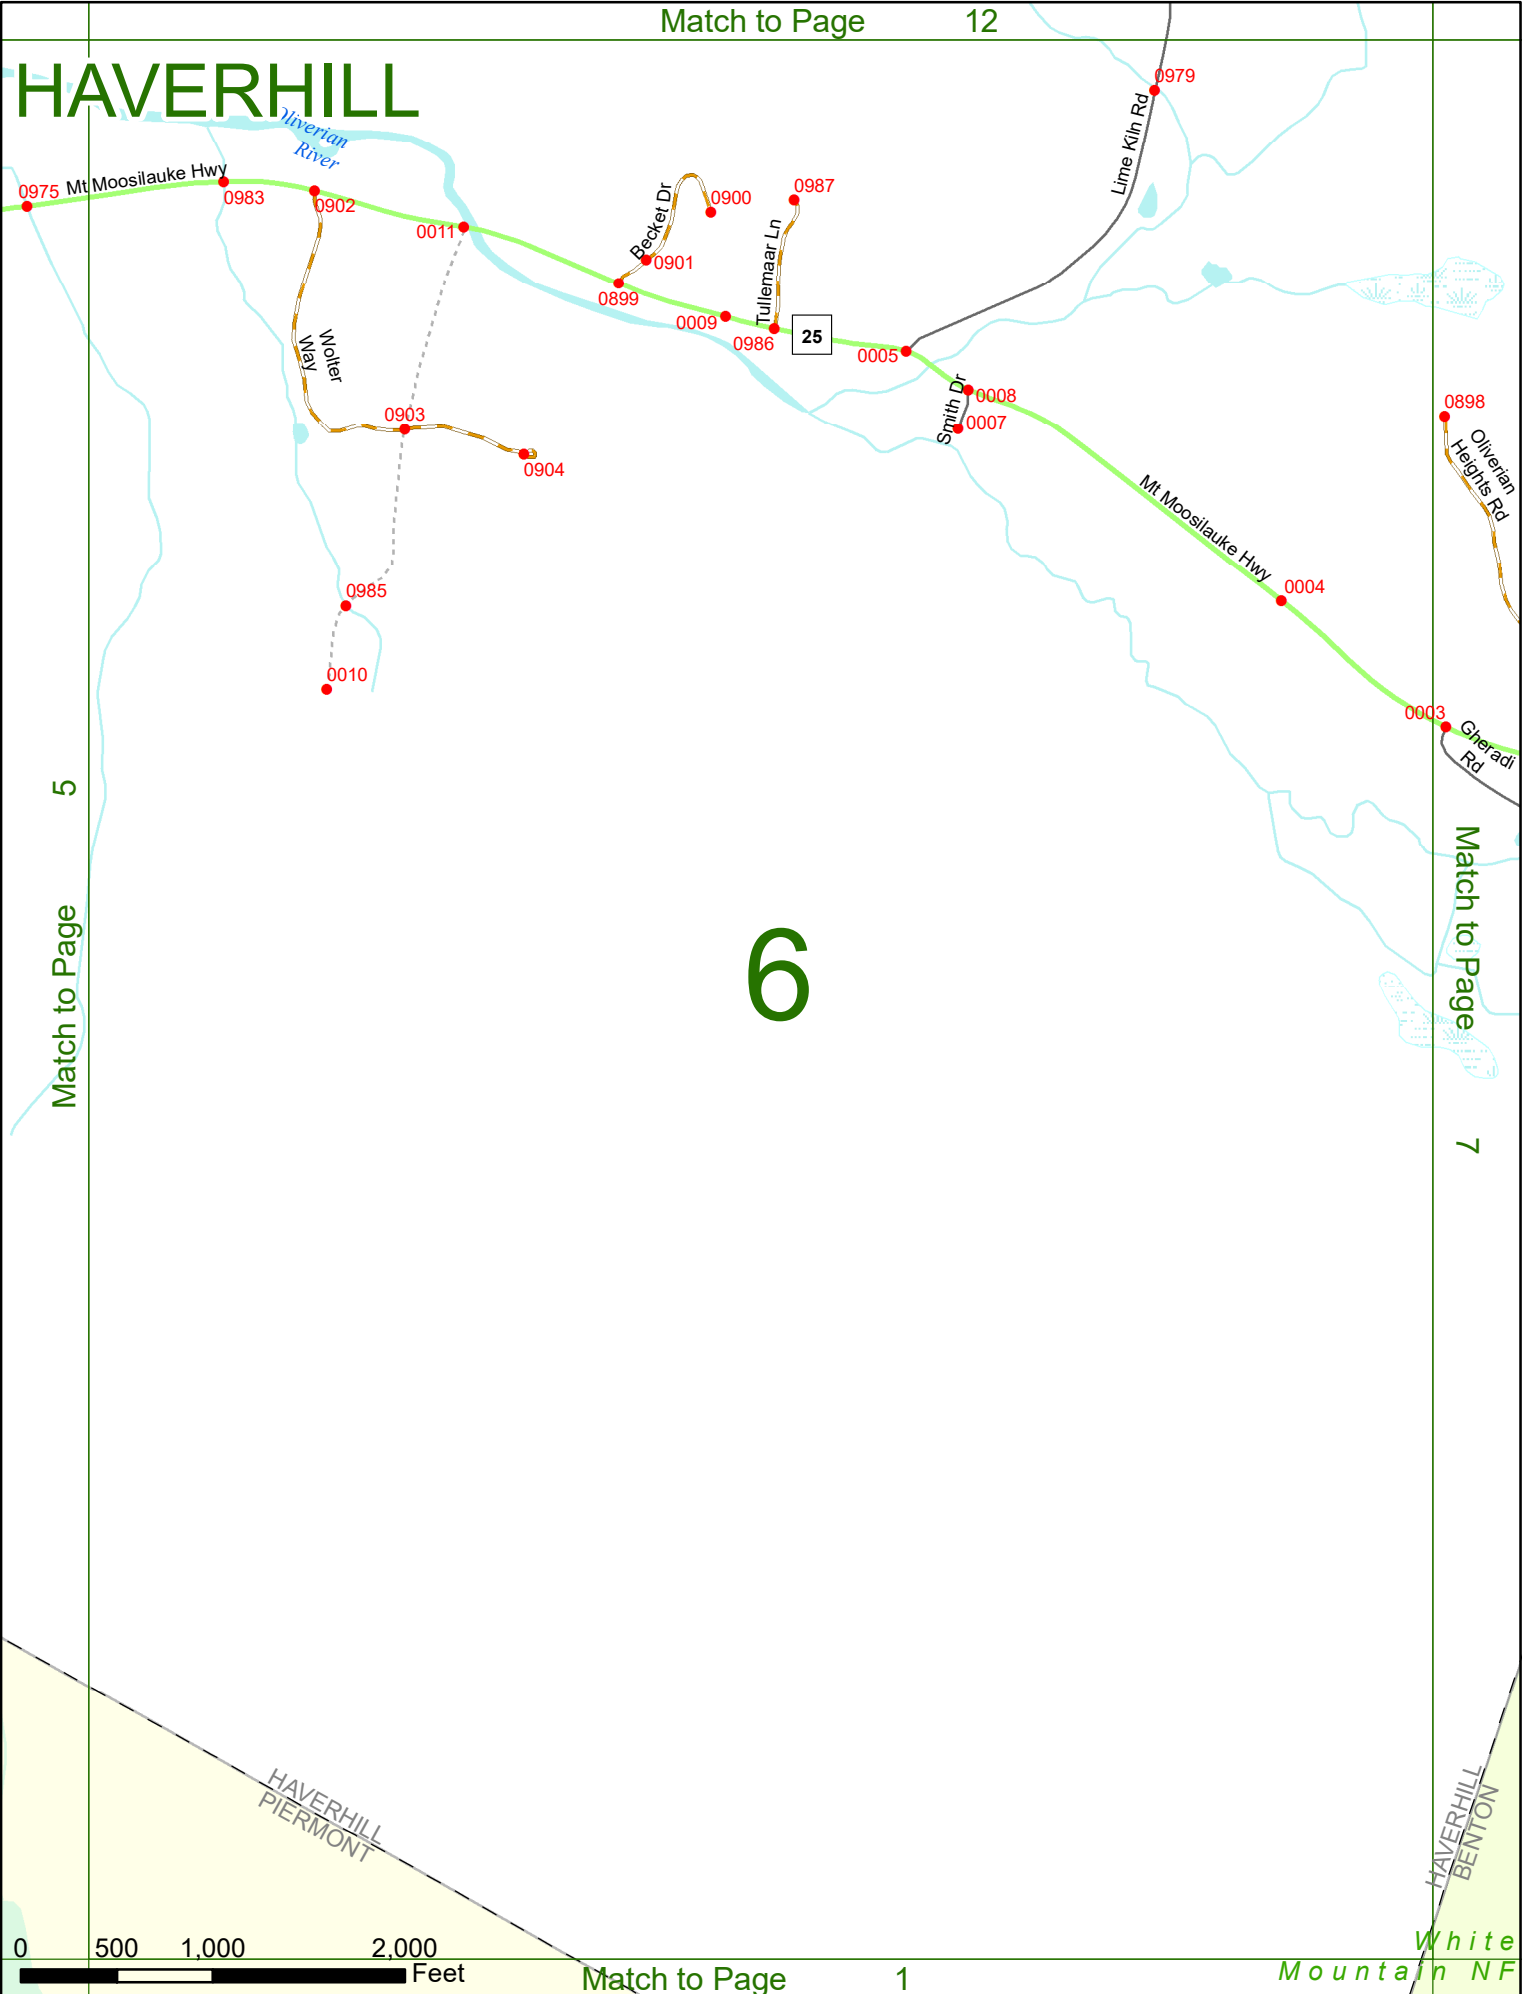 Match to Page 12
HAVERHILL
Oliverian
River
0979
Lime Kiln Rd
0975
Mt Moosilauke Hwy
0983
0902
0011
Becket Dr
0900
0901
0899
0987
Tullemaar Ln
0009
0986
25
0005
Smith Dr
0008
0007
Wolter
Way
0903
0904
0898
Oliverian
Heights Rd
Mt Moosilauke Hwy
0004
0985
0010
0003
Gheradi
Rd
Match to Page 5
6
Match to Page 7
HAVERHILL
PIERMONT
HAVERHILL
BENTON
White
Mountain NF
0 500 1,000 2,000
Feet
Match to Page 1